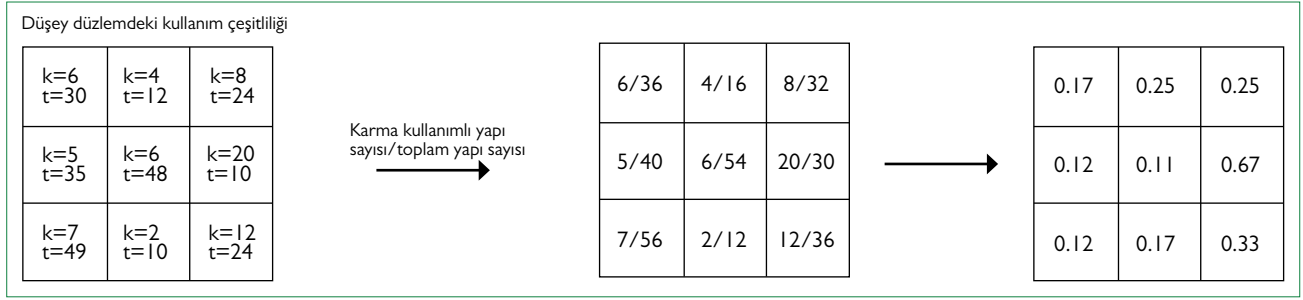 Düşey düzlemdeki kullanım çeşitliliği
k=6 k=4 k=8
t=30 t=12 t=24
k=5 k=6 k=20
t=35 t=48 t=10
k=7 k=2 k=12
t=49 t=10 t=24
Karma kullanımlı yapı
sayısı/toplam yapı sayısı
6/36 4/16 8/32
5/40 6/54 20/30
7/56 2/12 12/36
0.17 0.25 0.25
0.12 0.11 0.67
0.12 0.17 0.33